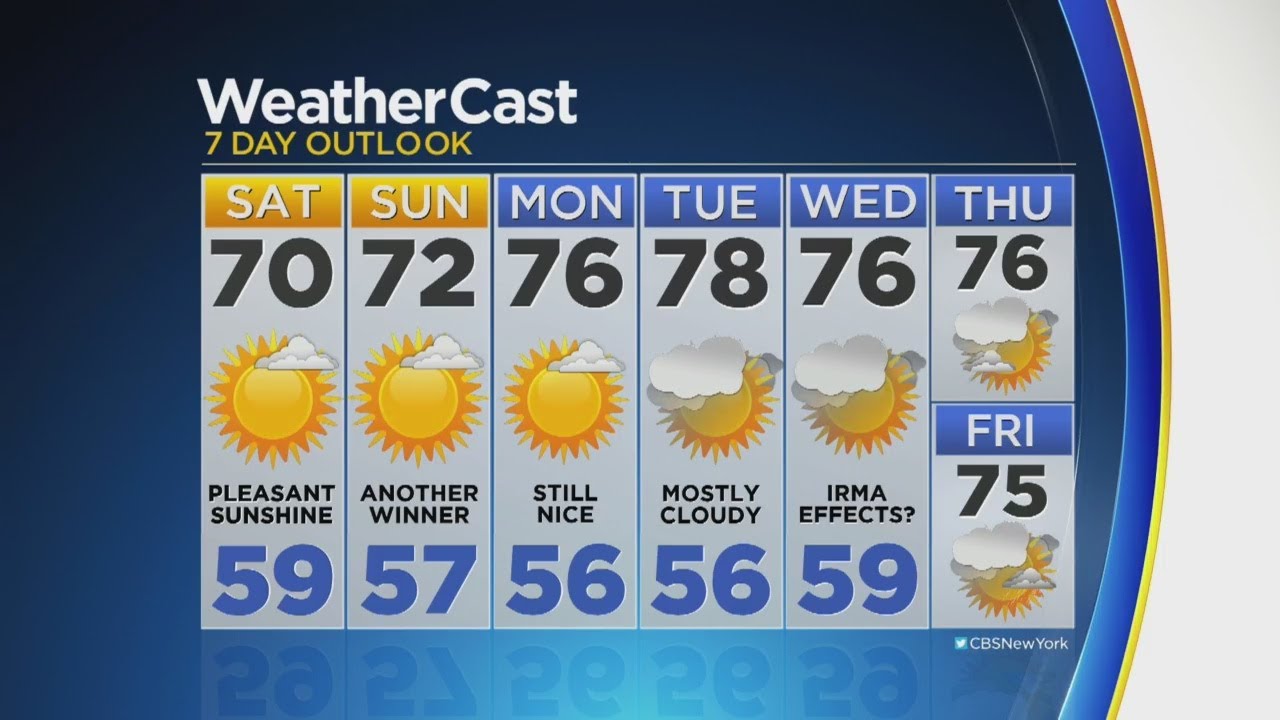 WeatherCast
7 DAY OUTLOOK
SAT
70
PLEASANT
SUNSHINE
59
SUN
72
ANOTHER
WINNER
57
MON
76
STILL
NICE
56
TUE
78
MOSTLY
CLOUDY
56
WED
76
IRMA
EFFECTS?
59
THU
76
FRI
75
CBSNewYork